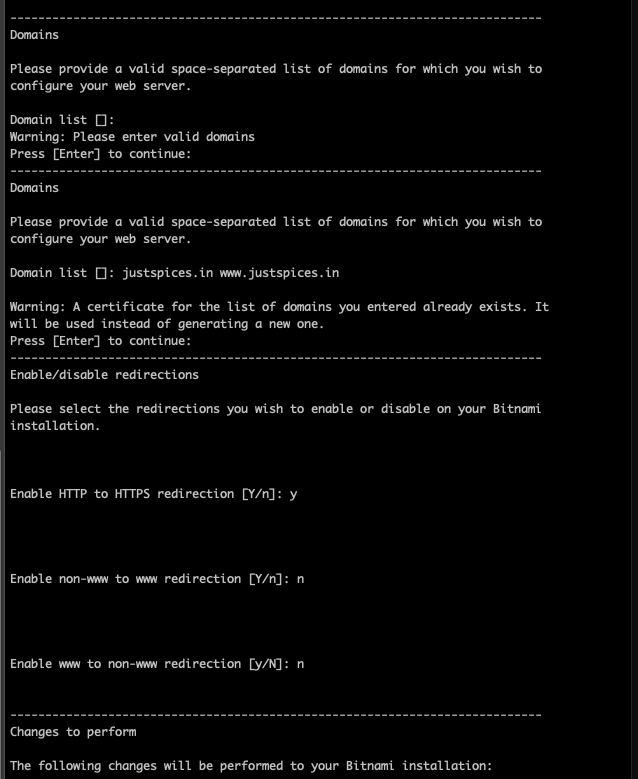 ----------------------------------------------------------------------------
Domains
Please provide a valid space-separated list of domains for which you wish to
configure your web server.
Domain list []:
Warning: Please enter valid domains
Press [Enter] to continue:
----------------------------------------------------------------------------
Domains
Please provide a valid space-separated list of domains for which you wish to
configure your web server.
Domain list []: justspices.in www.justspices.in
Warning: A certificate for the list of domains you entered already exists. It
will be used instead of generating a new one.
Press [Enter] to continue:
----------------------------------------------------------------------------
Enable/disable redirections
Please select the redirections you wish to enable or disable on your Bitnami
installation.
Enable HTTP to HTTPS redirection [Y/n]: y
Enable non-www to www redirection [Y/n]: n
Enable www to non-www redirection [y/N]: n
----------------------------------------------------------------------------
Changes to perform
The following changes will be performed to your Bitnami installation: